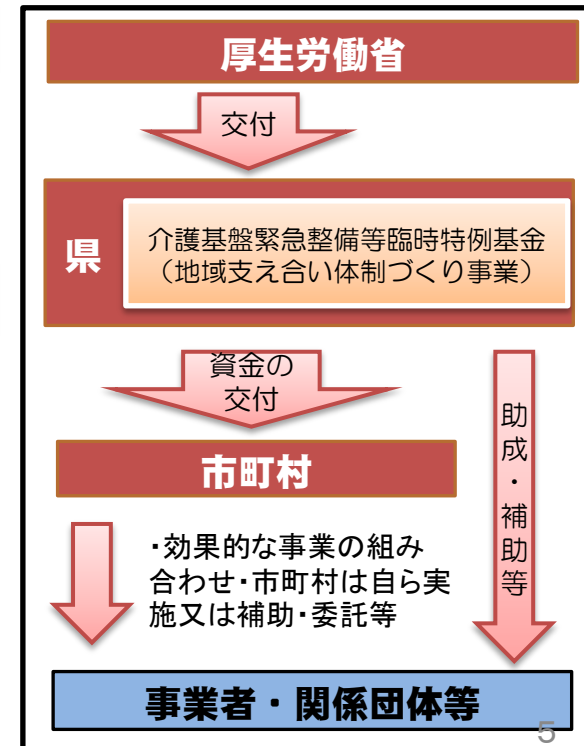 厚生労働省
交付
県
介護基盤緊急整備等臨時特例基金
（地域支え合い体制づくり事業）
資金の
交付
助成・補助等
市町村
・効果的な事業の組み
合わせ・市町村は自ら実
施又は補助・委託等
事業者・関係団体等
5